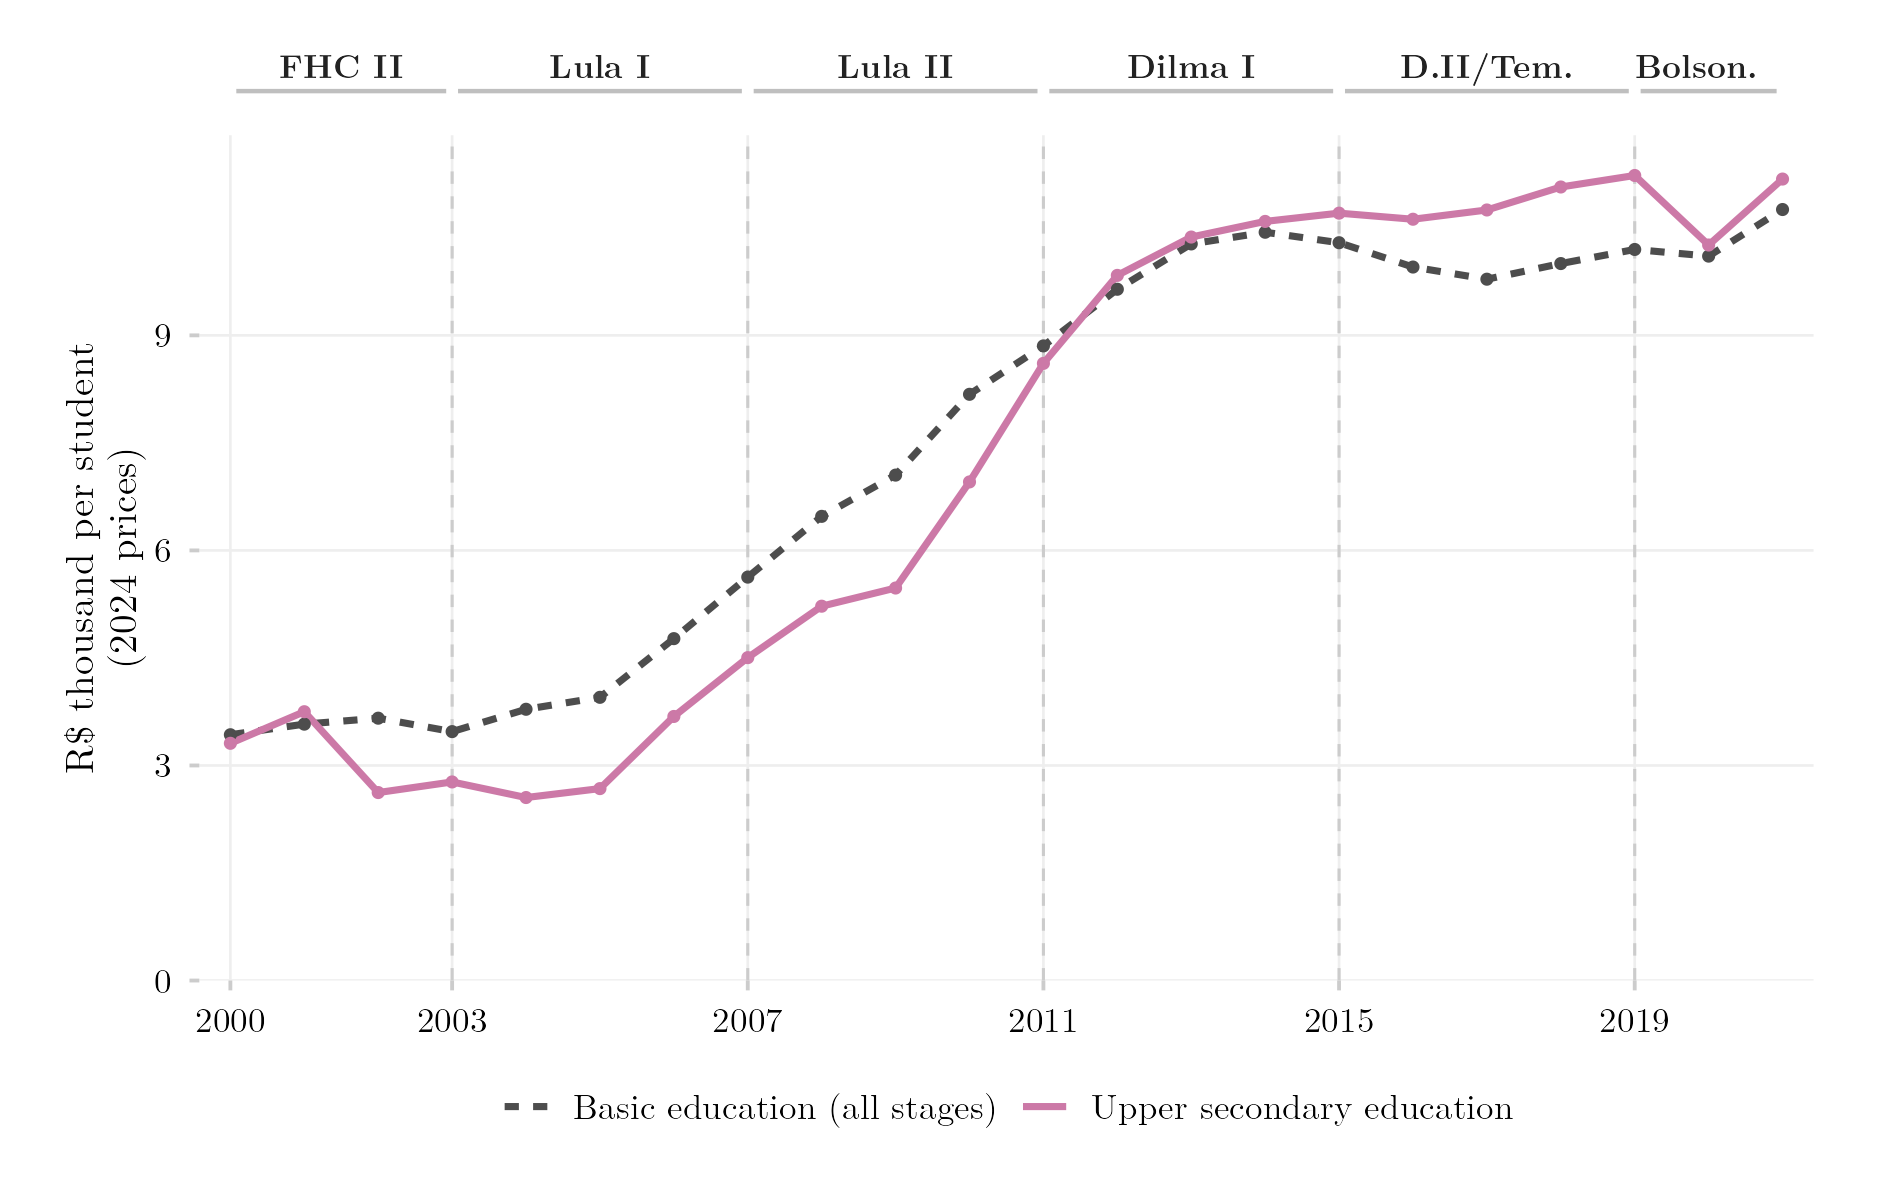 FHC II
Lula I
Lula II
Dilma I
D.II/Tem.
Bolson.
R$ thousand per student
(2024 prices)
9
6
3
0
2000
2003
2007
2011
2015
2019
Basic education (all stages)
Upper secondary education